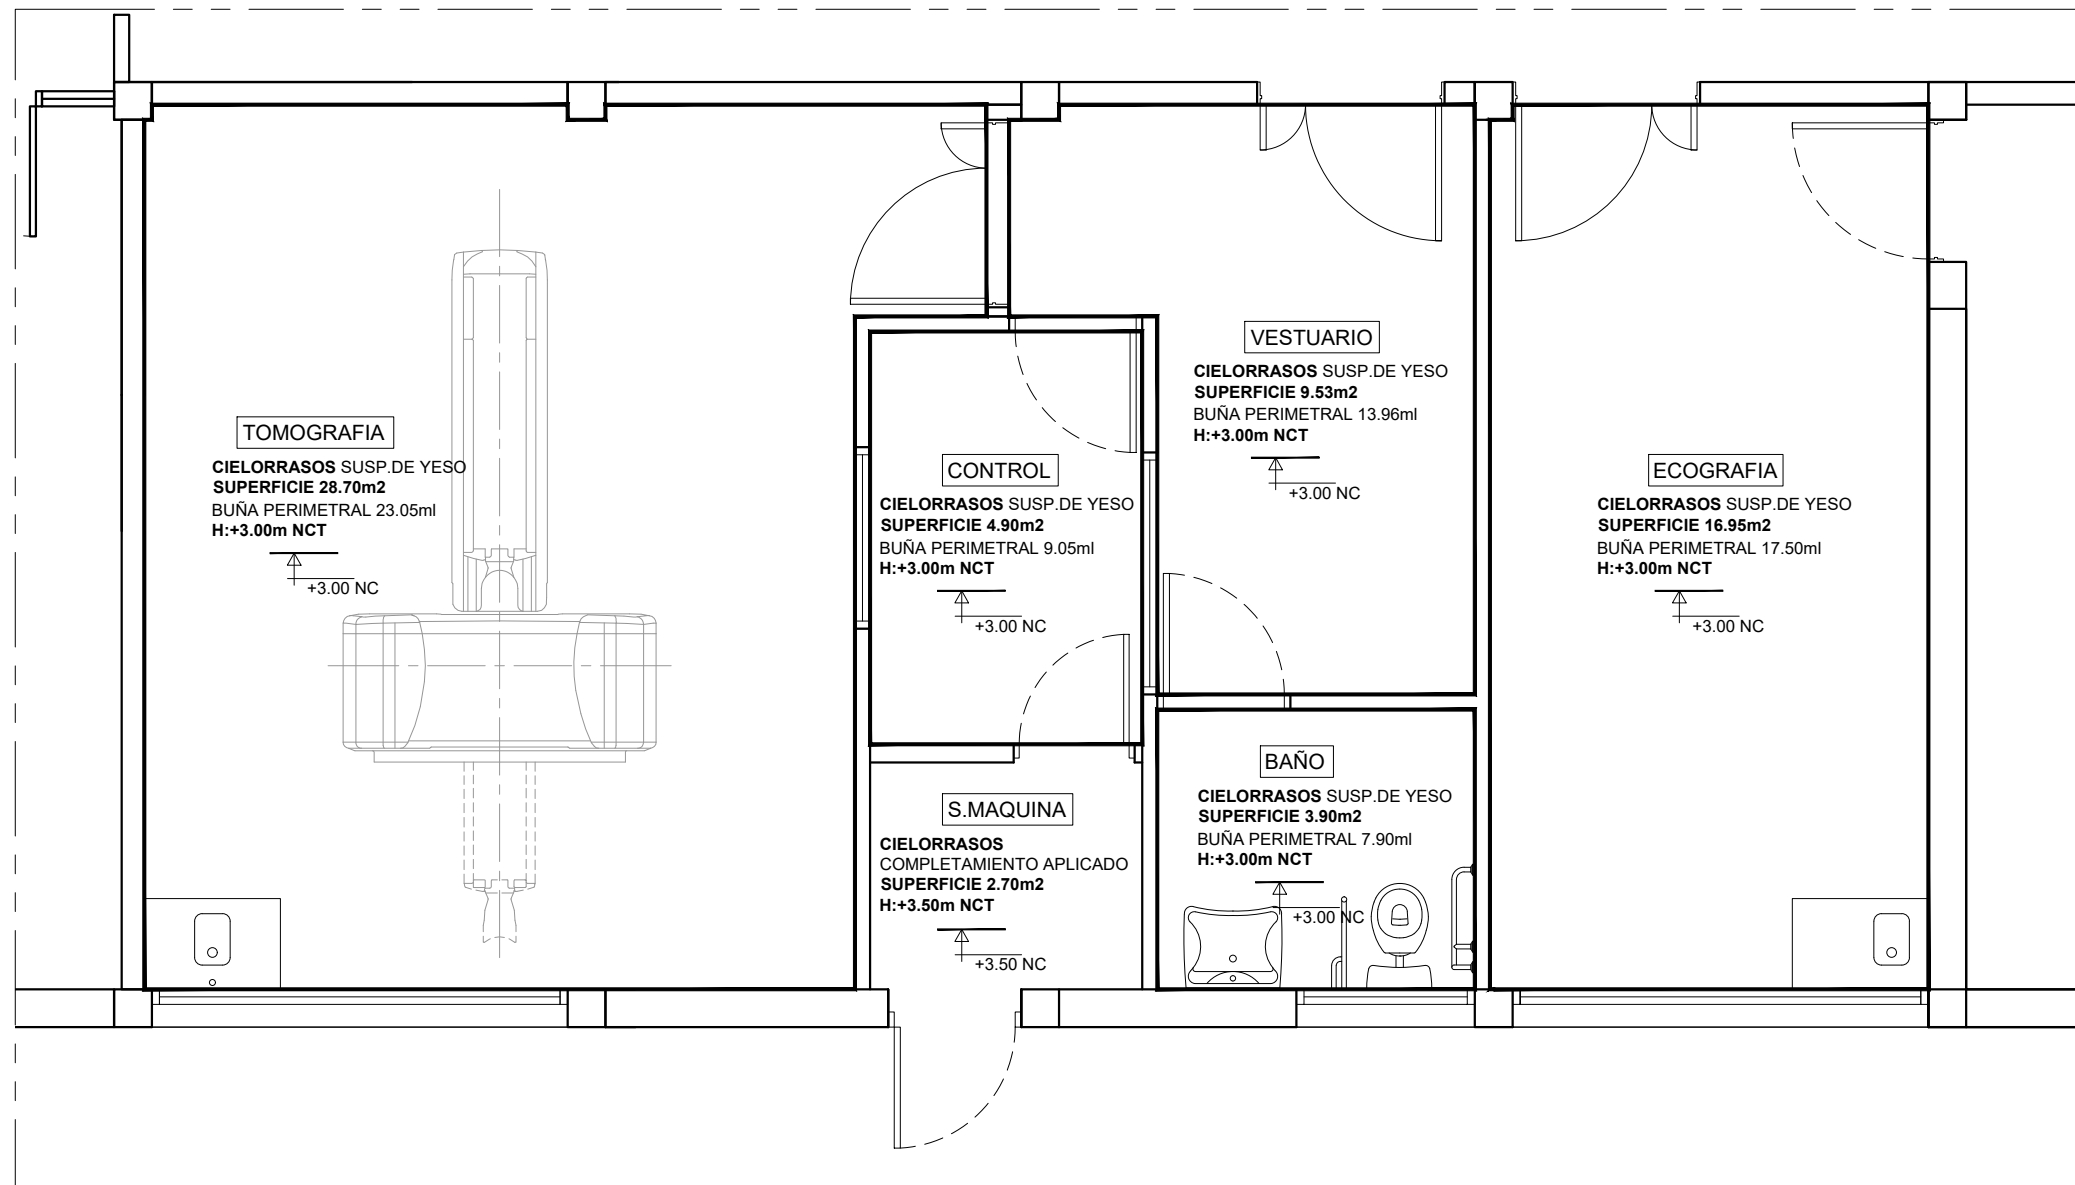 TOMOGRAFIA
CIELORRASOS SUSP.DE YESO
SUPERFICIE 28.70m2
BUÑA PERIMETRAL 23.05ml
H:+3.00m NCT
+3.00 NC
CONTROL
CIELORRASOS SUSP.DE YESO
SUPERFICIE 4.90m2
BUÑA PERIMETRAL 9.05ml
H:+3.00m NCT
+3.00 NC
VESTUARIO
CIELORRASOS SUSP.DE YESO
SUPERFICIE 9.53m2
BUÑA PERIMETRAL 13.96ml
H:+3.00m NCT
+3.00 NC
ECOGRAFIA
CIELORRASOS SUSP.DE YESO
SUPERFICIE 16.95m2
BUÑA PERIMETRAL 17.50ml
H:+3.00m NCT
+3.00 NC
S.MAQUINA
CIELORRASOS
COMPLETAMIENTO APLICADO
SUPERFICIE 2.70m2
H:+3.50m NCT
+3.50 NC
BAÑO
CIELORRASOS SUSP.DE YESO
SUPERFICIE 3.90m2
BUÑA PERIMETRAL 7.90ml
H:+3.00m NCT
+3.00 NC